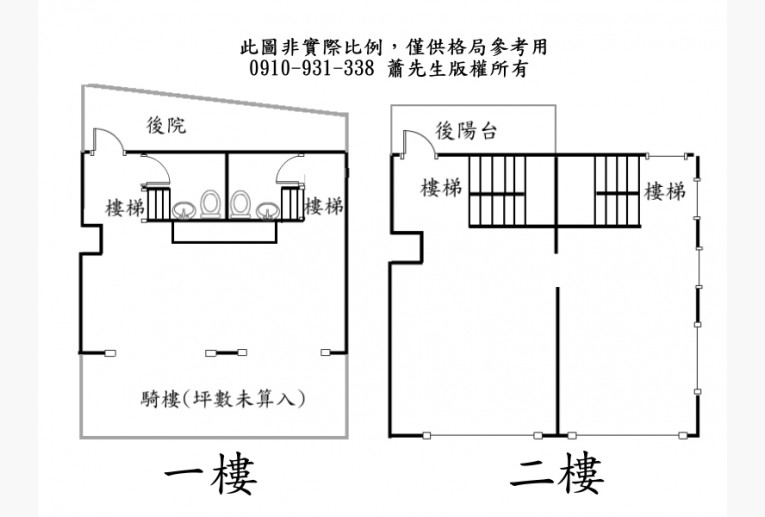 此圖非實際比例，僅供格局參考用
0910-931-338 蕭先生版權所有
後院
樓梯
樓梯
騎樓(坪數未算入)
一樓
後陽台
樓梯
樓梯
二樓